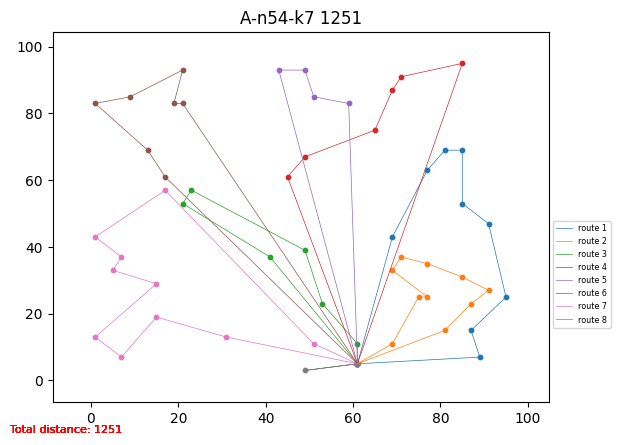 A-n54-k7 1251
100
80
60
40
20
0
0 20 40 60 80 100
route 1
route 2
route 3
route 4
route 5
route 6
route 7
route 8
Total distance: 1251